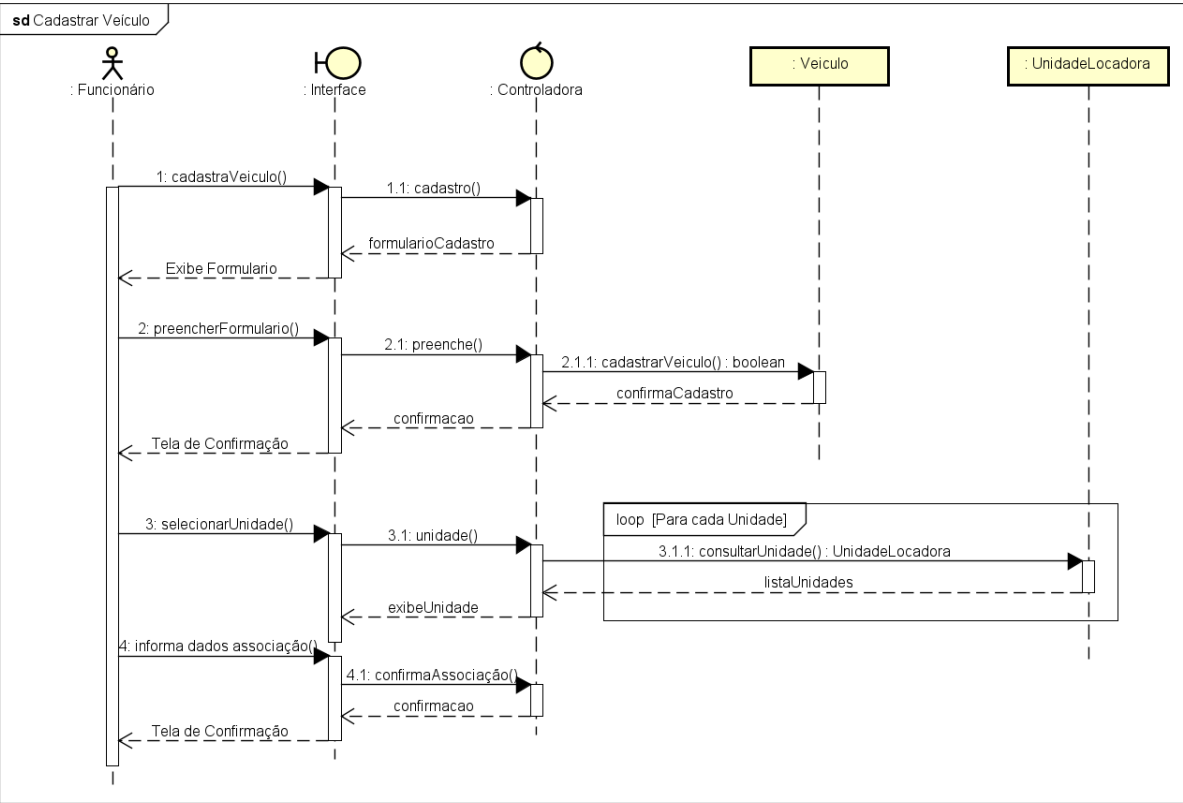 sd Cadastrar Veículo
: Funcionário
: Interface
: Controladora
: Veiculo
: UnidadeLocadora
1: cadastraVeiculo()
1.1: cadastro()
formularioCadastro
Exibe Formulario
2: preencherFormulario()
2.1: preenche()
2.1.1: cadastrarVeiculo() : boolean
confirmaCadastro
confirmacao
Tela de Confirmação
loop [Para cada Unidade]
3: selecionarUnidade()
3.1: unidade()
3.1.1: consultarUnidade() : UnidadeLocadora
listaUnidades
exibeUnidade
4: informa dados associação()
4.1: confirmaAssociação()
confirmacao
Tela de Confirmação